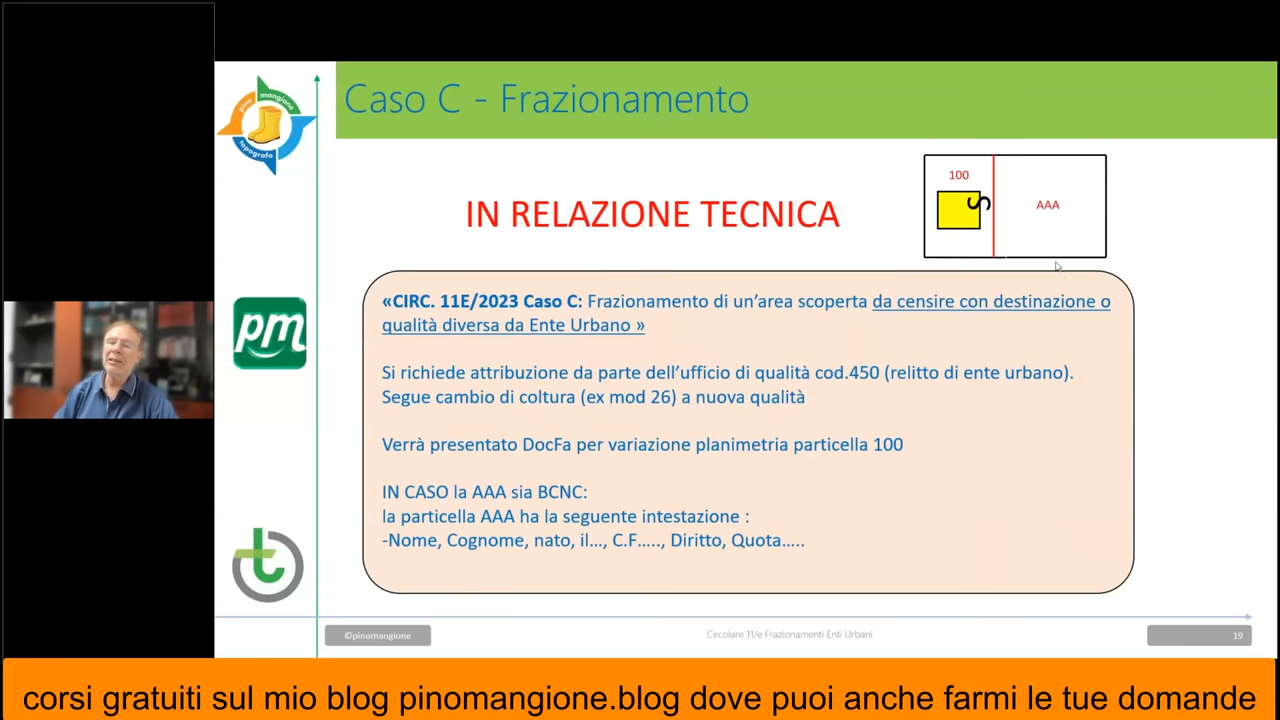 Caso C - Frazionamento
pino
mangione
topografo
IN RELAZIONE TECNICA
100
S
AAA
pm
«CIRC. 11E/2023 Caso C: Frazionamento di un’area scoperta da censire con destinazione o
qualità diversa da Ente Urbano »
Si richiede attribuzione da parte dell’ufficio di qualità cod.450 (relitto di ente urbano).
Segue cambio di coltura (ex mod 26) a nuova qualità
Verrà presentato DocFa per variazione planimetria particella 100
IN CASO la AAA sia BCNC:
la particella AAA ha la seguente intestazione :
-Nome, Cognome, nato, il…, C.F….., Diritto, Quota…..
t
©pinomangione
Circolare 11/e Frazionamenti Enti Urbani
19
corsi gratuiti sul mio blog pinomangione.blog dove puoi anche farmi le tue domande